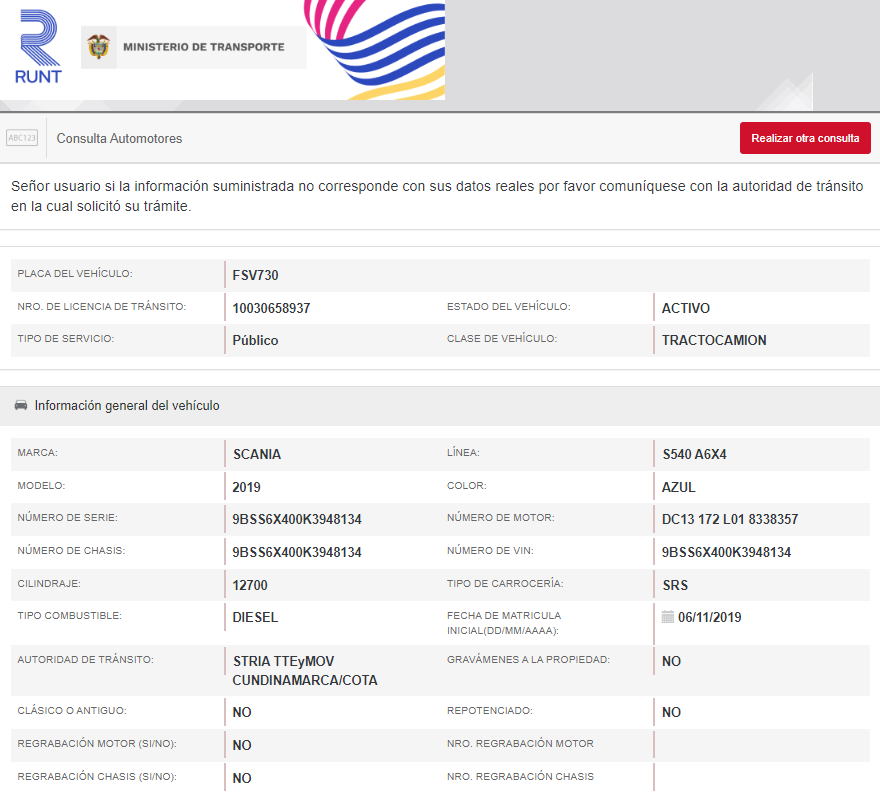 RUNT
MINISTERIO DE TRANSPORTE
ABC123
Consulta Automotores
Realizar otra consulta
Señor usuario si la información suministrada no corresponde con sus datos reales por favor comuníquese con la autoridad de tránsito
en la cual solicitó su trámite.
PLACA DEL VEHÍCULO: FSV730
NRO. DE LICENCIA DE TRÁNSITO: 10030658937 ESTADO DEL VEHÍCULO: ACTIVO
TIPO DE SERVICIO: Público CLASE DE VEHÍCULO: TRACTOCAMION
Información general del vehículo
MARCA: SCANIA LÍNEA: S540 A6X4
MODELO: 2019 COLOR: AZUL
NÚMERO DE SERIE: 9BSS6X400K3948134 NÚMERO DE MOTOR: DC13 172 L01 8338357
NÚMERO DE CHASIS: 9BSS6X400K3948134 NÚMERO DE VIN: 9BSS6X400K3948134
CILINDRAJE: 12700 TIPO DE CARROCERÍA: SRS
TIPO COMBUSTIBLE: DIESEL FECHA DE MATRICULA
INICIAL(DD/MM/AAAA): 06/11/2019
AUTORIDAD DE TRÁNSITO: STRIA TTEyMOV
CUNDINAMARCA/COTA GRAVÁMENES A LA PROPIEDAD: NO
CLÁSICO O ANTIGUO: NO REPOTENCIADO: NO
REGRABACIÓN MOTOR (SI/NO): NO NRO. REGRABACIÓN MOTOR
REGRABACIÓN CHASIS (SI/NO): NO NRO. REGRABACIÓN CHASIS